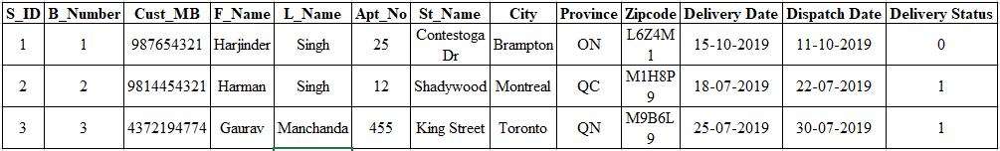 S_ID B_Number Cust_MB F_Name L_Name Apt_No St_Name City Province Zipcode Delivery Date Dispatch Date Delivery Status
1 1 987654321 Harjinder Singh 25 Contestoga Dr Brampton ON L6Z4M1 15-10-2019 11-10-2019 0
2 2 9814454321 Harman Singh 12 Shadywood Montreal QC M1H8P9 18-07-2019 22-07-2019 1
3 3 4372194774 Gaurav Manchanda 455 King Street Toronto QN M9B6L9 25-07-2019 30-07-2019 1